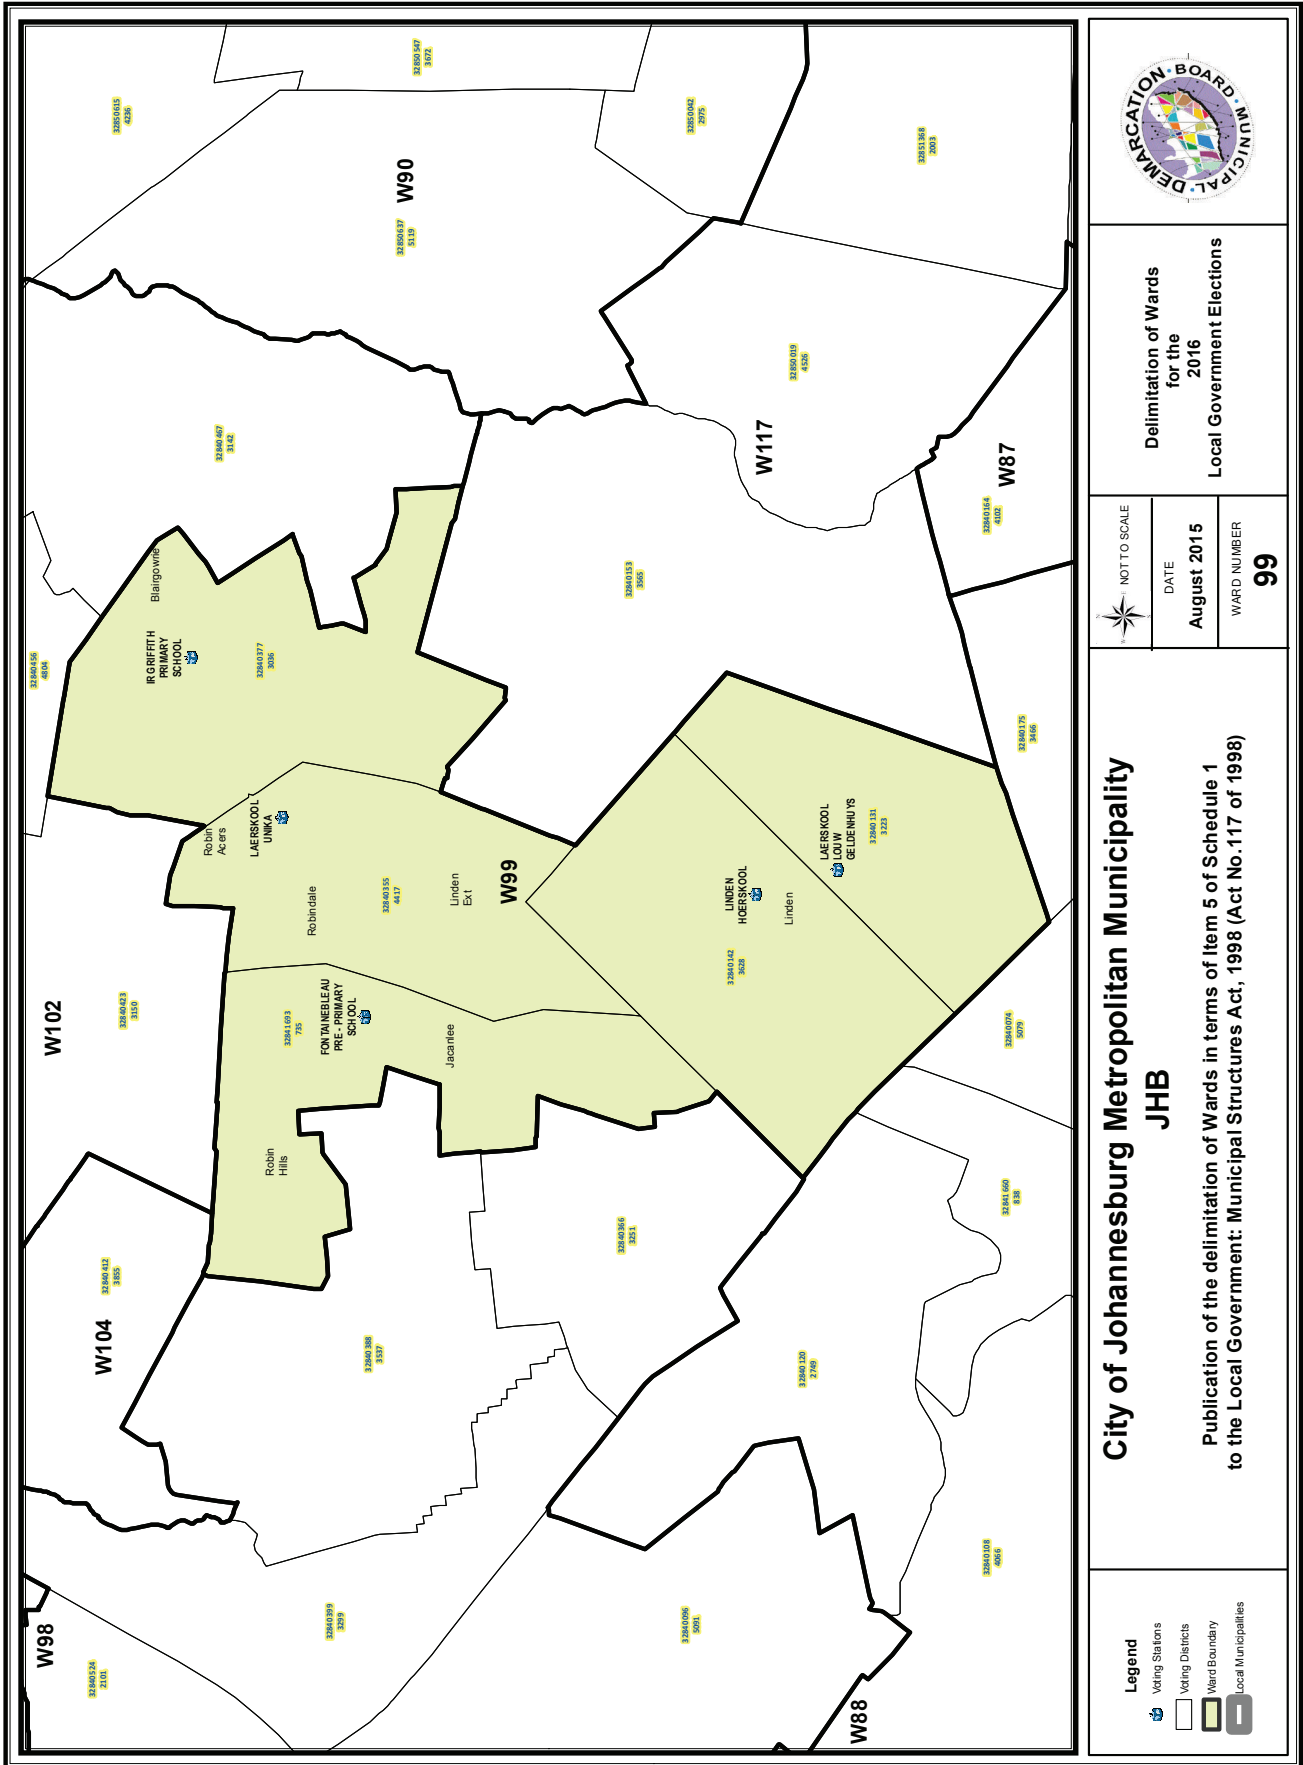 W98
W104
W102
W90
W99
W117
W87
W88
32840524
2101
32840399
3299
32840412
3855
32840388
3537
32840423
3150
32840456
4804
32840467
3142
32850615
4236
32850547
3672
32850637
5119
32850042
2975
32851368
2003
32850019
4526
32840164
4102
32840153
3565
32840175
3466
32840074
5079
32841660
838
32840366
3251
32840120
2749
32840096
5091
32840108
4066
Blairgowrie
IR GRIFFITH
PRIMARY
SCHOOL
32840377
3036
Robin
Acers
LAERSKOOL
UNIKA
Robindale
32840355
4417
Linden
Ext
32841693
735
FONTAINEBLEAU
PRE - PRIMARY
SCHOOL
Jacanlee
Robin
Hills
LINDEN
HOERSKOOL
Linden
32840142
3628
LAERSKOOL
LOUW
GELDENHUYS
32840131
3223
Legend
Voting Stations
Voting Districts
Ward Boundary
Local Municipalities
City of Johannesburg Metropolitan Municipality
JHB
Publication of the delimitation of Wards in terms of Item 5 of Schedule 1
to the Local Government: Municipal Structures Act, 1998 (Act No.117 of 1998)
N
W
E
S
NOT TO SCALE
DATE
August 2015
WARD NUMBER
99
Delimitation of Wards
for the
2016
Local Government Elections
MUNICIPAL • DEMARCATION • BOARD •